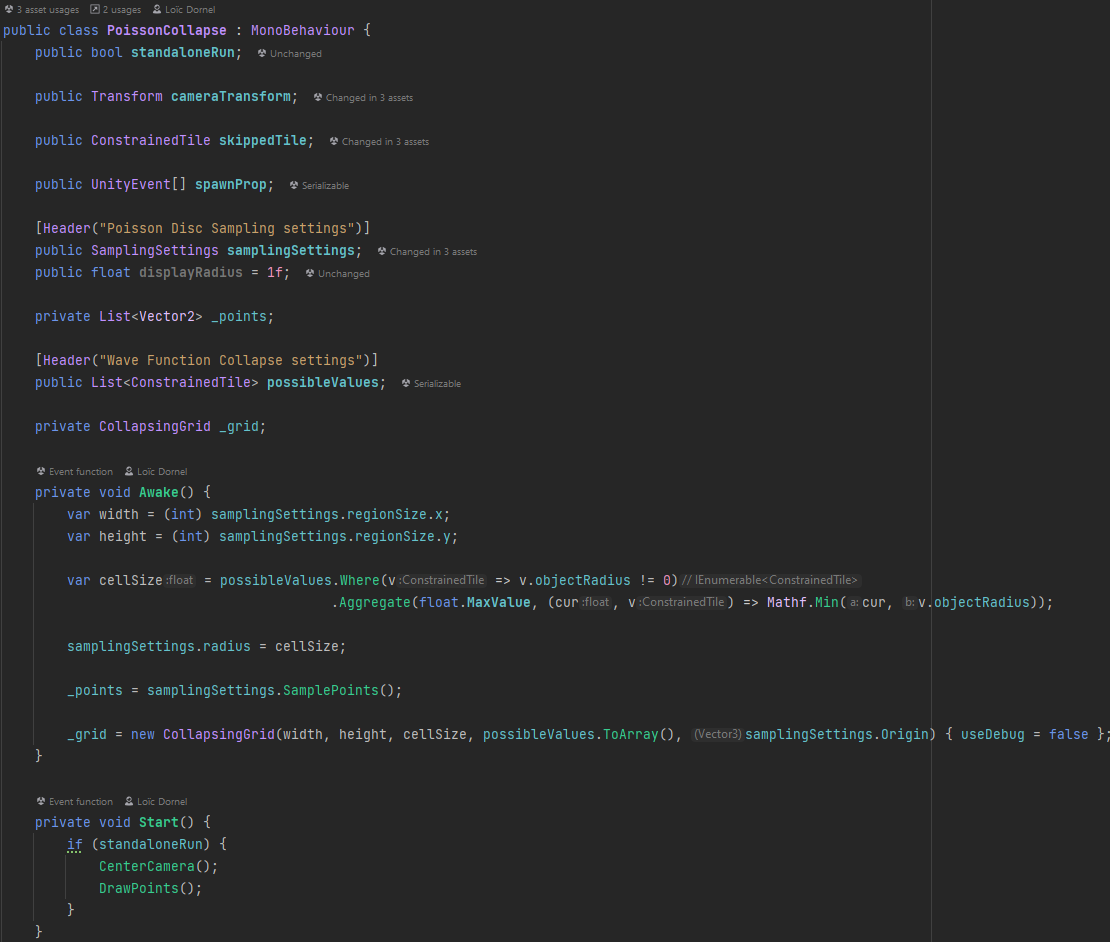 3 asset usages 2 usages Loïc Dornel
public class PoissonCollapse : MonoBehaviour {
public bool standaloneRun; Unchanged
public Transform cameraTransform; Changed in 3 assets
public ConstrainedTile skippedTile; Changed in 3 assets
public UnityEvent[] spawnProp; Serializable
[Header("Poisson Disc Sampling settings")]
public SamplingSettings samplingSettings; Changed in 3 assets
public float displayRadius = 1f; Unchanged
private List<Vector2> _points;
[Header("Wave Function Collapse settings")]
public List<ConstrainedTile> possibleValues; Serializable
private CollapsingGrid _grid;
Event function Loïc Dornel
private void Awake() {
var width = (int) samplingSettings.regionSize.x;
var height = (int) samplingSettings.regionSize.y;
var cellSize :float = possibleValues.Where(v :ConstrainedTile => v.objectRadius != 0) // IEnumerable<ConstrainedTile>
.Aggregate(float.MaxValue, (cur :float, v :ConstrainedTile) => Mathf.Min( a: cur, b: v.objectRadius));
samplingSettings.radius = cellSize;
_points = samplingSettings.SamplePoints();
_grid = new CollapsingGrid(width, height, cellSize, possibleValues.ToArray(), (Vector3) samplingSettings.Origin) { useDebug = false };
}
Event function Loïc Dornel
private void Start() {
if (standaloneRun) {
CenterCamera();
DrawPoints();
}
}